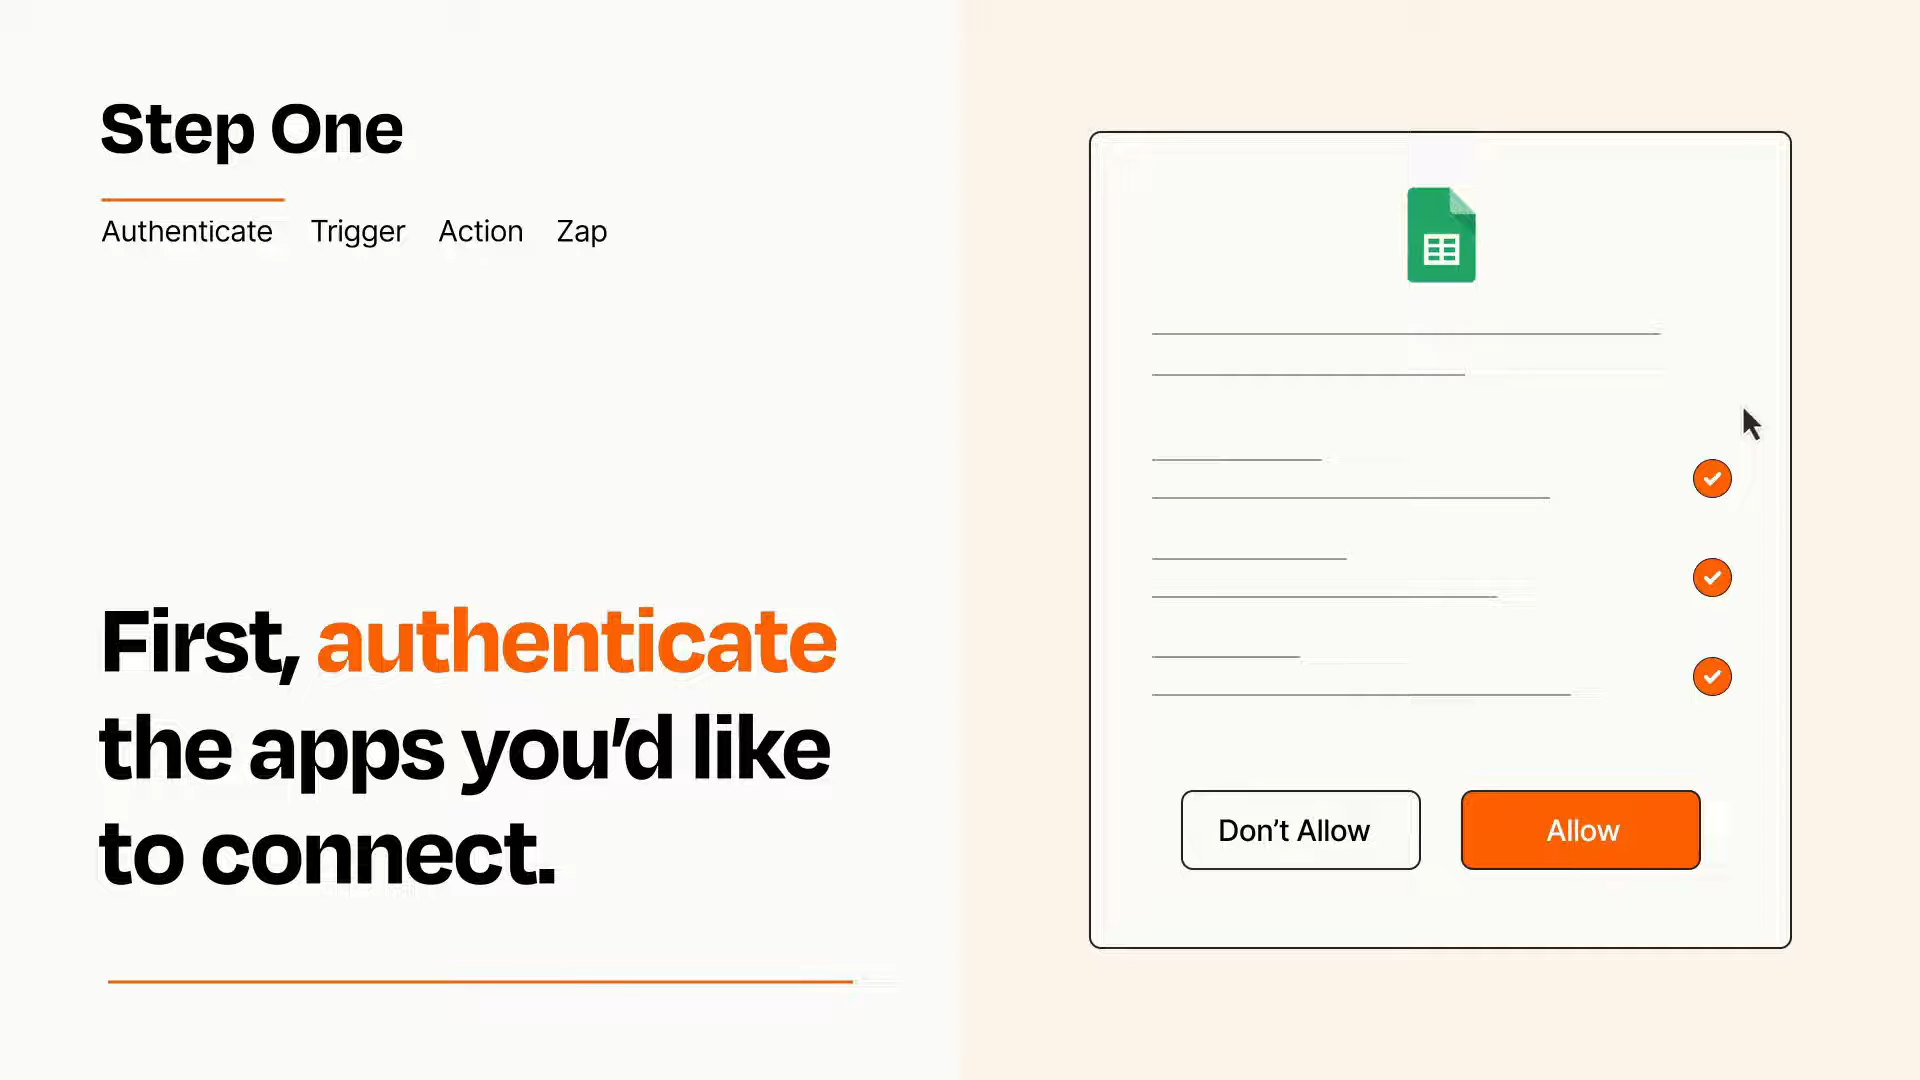 Step One
Authenticate Trigger Action Zap
First, authenticate
the apps you’d like
to connect.
Don’t Allow
Allow